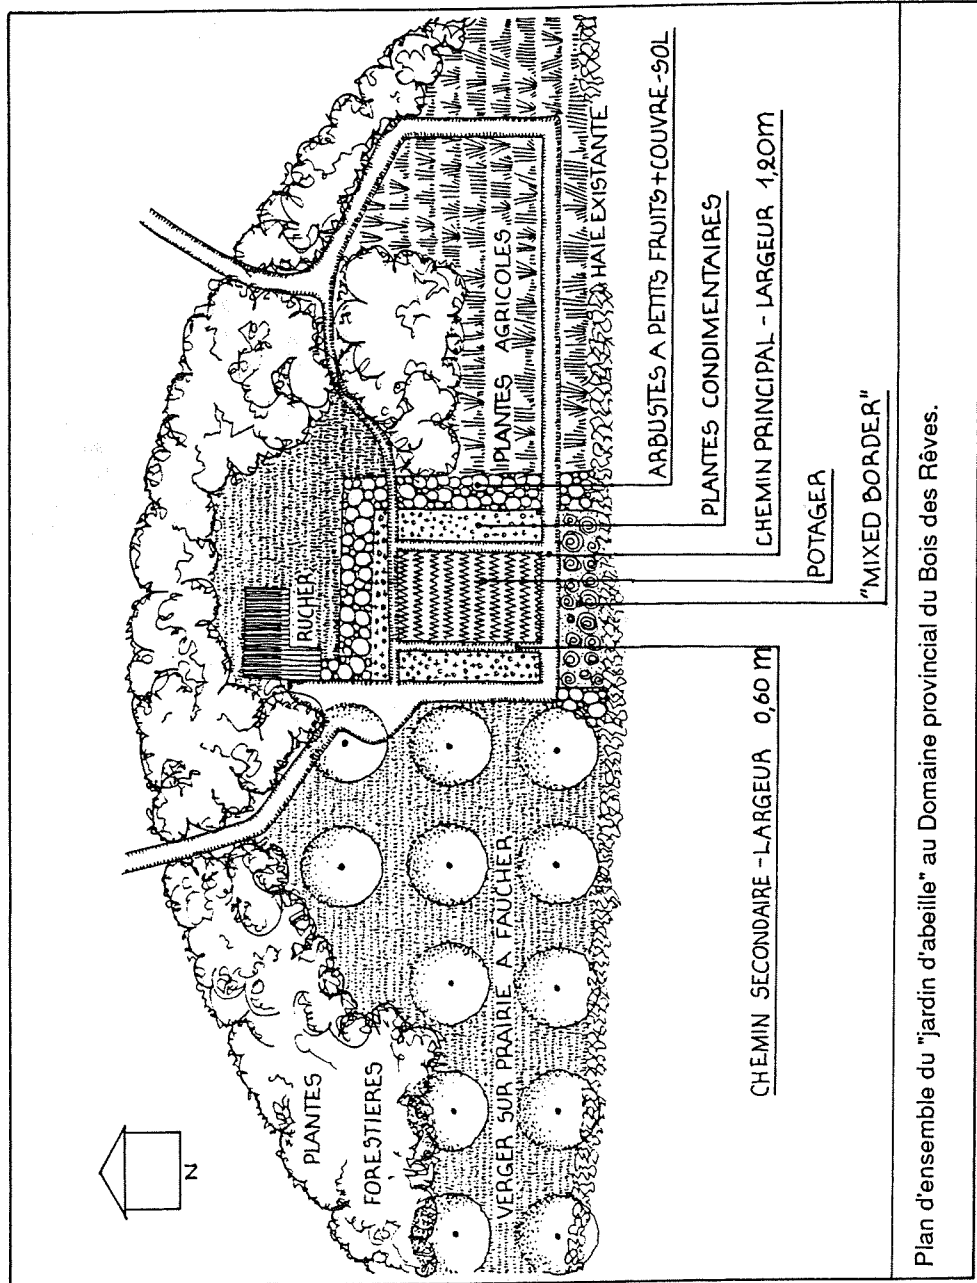 N
PLANTES
FORESTIERES
VERGER SUR PRAIRIE A FAUCHER
RUCHER
PLANTES AGRICOLES
HAIE EXISTANTE
ARBUSTES A PETITS FRUITS+COUVRE-SOL
PLANTES CONDIMENTAIRES
CHEMIN PRINCIPAL - LARGEUR 1,20m
POTAGER
"MIXED BORDER"
CHEMIN SECONDAIRE - LARGEUR 0,60 m
Plan d'ensemble du "jardin d'abeille" au Domaine provincial du Bois des Rêves.